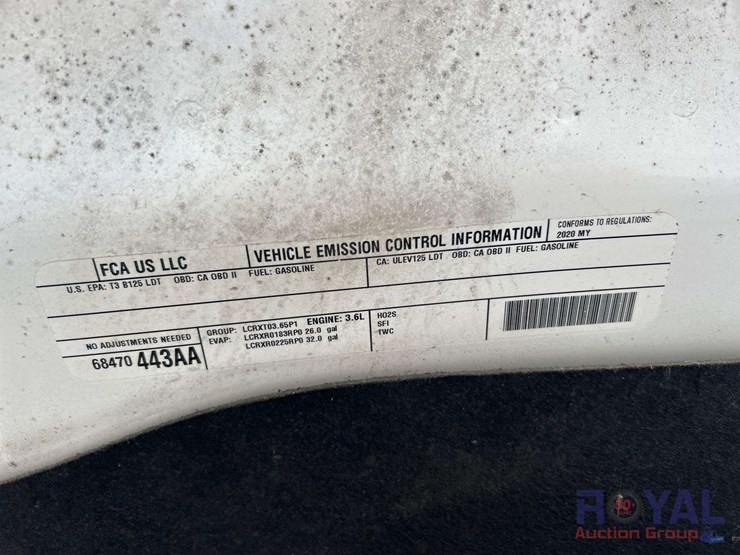 FCA US LLC
VEHICLE EMISSION CONTROL INFORMATION
CONFORMS TO REGULATIONS:
2020 MY
U.S. EPA: T3 B125 LDT OBD: CA OBD II FUEL: GASOLINE
CA: ULEV125 LDT OBD: CA OBD II FUEL: GASOLINE
NO ADJUSTMENTS NEEDED
68470 443AA
GROUP: LCRXT03.65P1 ENGINE: 3.6L
EVAP: LCRXR0183RP0 26.0 gal
LCRXR0225RP0 32.0 gal
HO2S
SFI
TWC
ROYAL
Auction Group